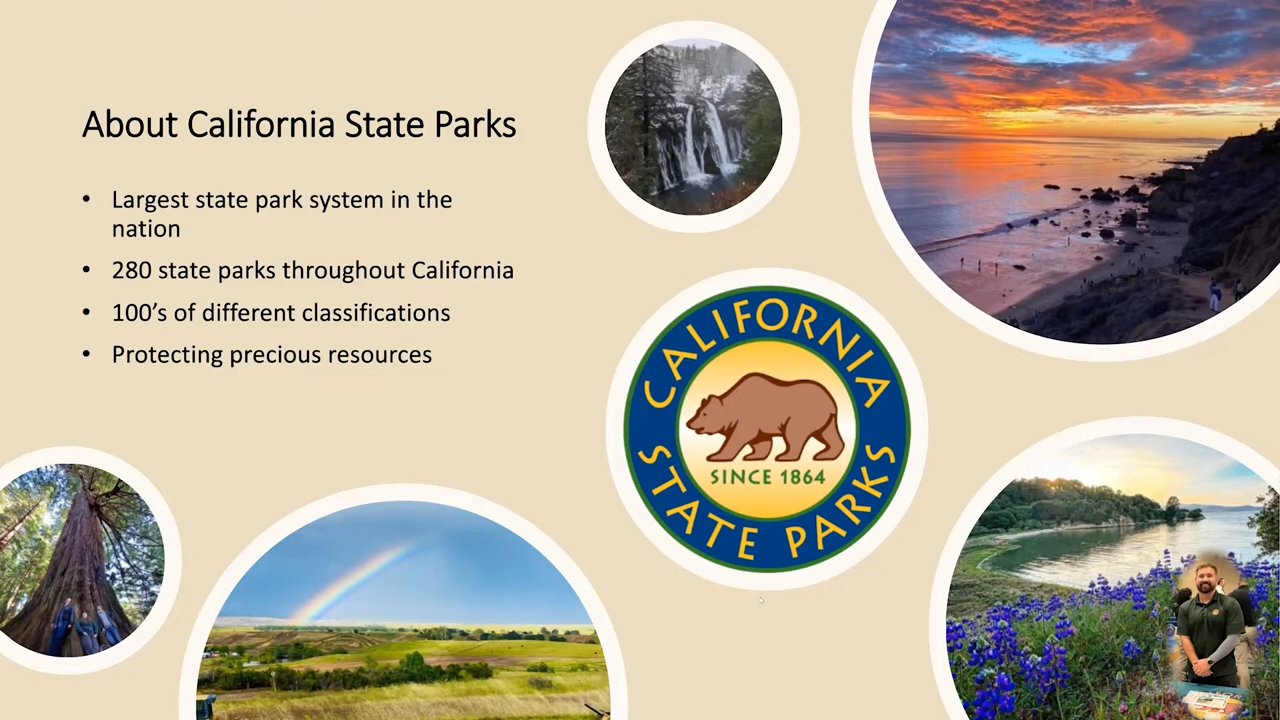 About California State Parks
• Largest state park system in the
nation
• 280 state parks throughout California
• 100’s of different classifications
• Protecting precious resources
CALIFORNIA
SINCE 1864
STATE PARKS